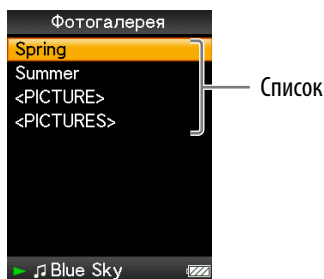 Фотогалерея
Spring
Summer
<PICTURE>
<PICTURES>
Список
Blue Sky